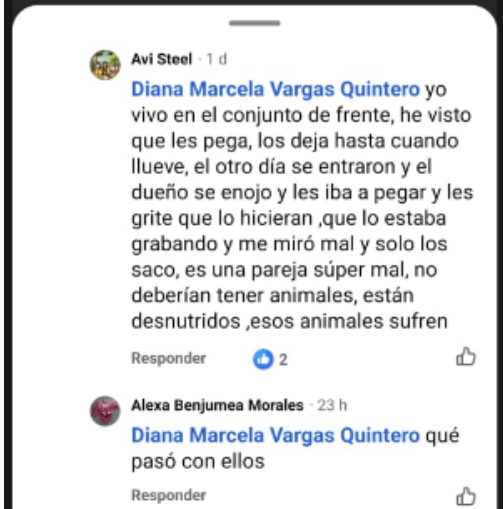 Avi Steel · 1 d
Diana Marcela Vargas Quintero yo
vivo en el conjunto de frente, he visto
que les pega, los deja hasta cuando
llueve, el otro día se entraron y el
dueño se enojo y les iba a pegar y les
grite que lo hicieran ,que lo estaba
grabando y me miró mal y solo los
saco, es una pareja súper mal, no
deberían tener animales, están
desnutridos ,esos animales sufren
Responder 2
Alexa Benjumea Morales · 23 h
Diana Marcela Vargas Quintero qué
pasó con ellos
Responder